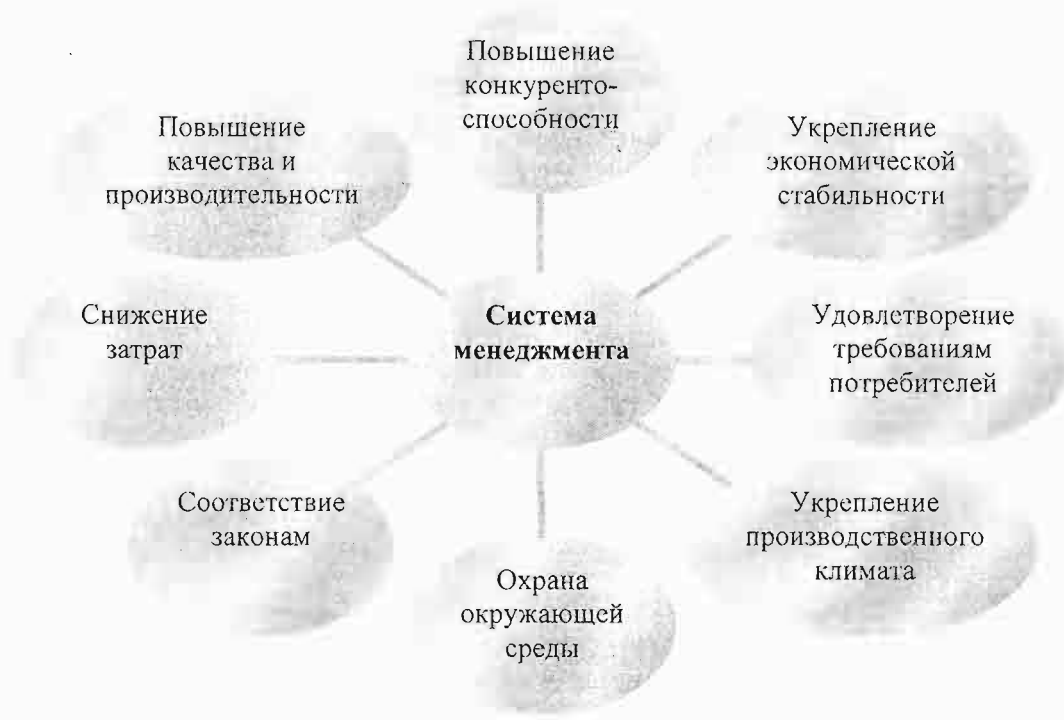 Повышение
конкуренто-
способности
Повышение
качества и
производительности
Укрепление
экономической
стабильности
Снижение
затрат
Система
менеджмента
Удовлетворение
требованиям
потребителей
Соответствие
законам
Охрана
окружающей
среды
Укрепление
производственного
климата